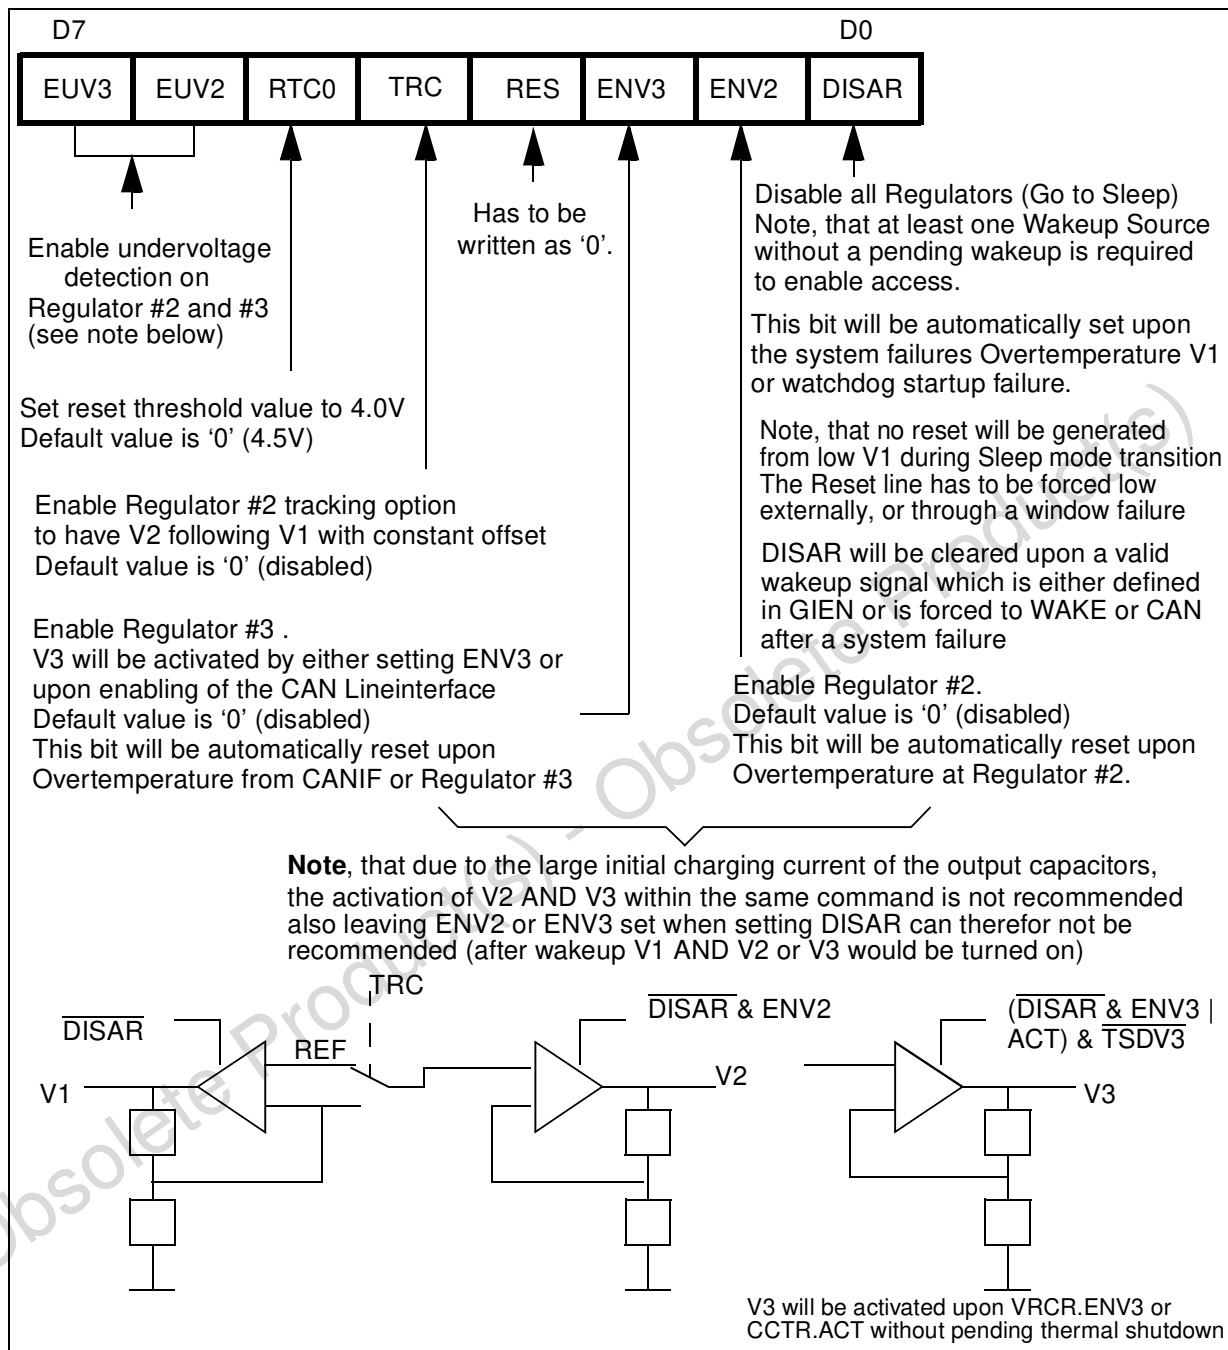 D7 D0
EUV3 EUV2 RTC0 TRC RES ENV3 ENV2 DISAR
Enable undervoltage
detection on
Regulator #2 and #3
(see note below)
Has to be
written as ‘0’.
Disable all Regulators (Go to Sleep)
Note, that at least one Wakeup Source
without a pending wakeup is required
to enable access.
This bit will be automatically set upon
the system failures Overtemperature V1
or watchdog startup failure.
Note, that no reset will be generated
from low V1 during Sleep mode transition
The Reset line has to be forced low
externally, or through a window failure
DISAR will be cleared upon a valid
wakeup signal which is either defined
in GIEN or is forced to WAKE or CAN
after a system failure
Set reset threshold value to 4.0V
Default value is ‘0’ (4.5V)
Enable Regulator #2 tracking option
to have V2 following V1 with constant offset
Default value is ‘0’ (disabled)
Enable Regulator #3 .
V3 will be activated by either setting ENV3 or
upon enabling of the CAN Lineinterface
Default value is ‘0’ (disabled)
This bit will be automatically reset upon
Overtemperature from CANIF or Regulator #3
Enable Regulator #2.
Default value is ‘0’ (disabled)
This bit will be automatically reset upon
Overtemperature at Regulator #2.
Note, that due to the large initial charging current of the output capacitors,
the activation of V2 AND V3 within the same command is not recommended
also leaving ENV2 or ENV3 set when setting DISAR can therefor not be
recommended (after wakeup V1 AND V2 or V3 would be turned on)
TRC
DISAR
REF
V1
DISAR & ENV2
V2
(DISAR & ENV3 |
ACT) & TSDV3
V3
V3 will be activated upon VRCR.ENV3 or
CCTR.ACT without pending thermal shutdown
Obsolete Product(s) - Obsolete Product(s)